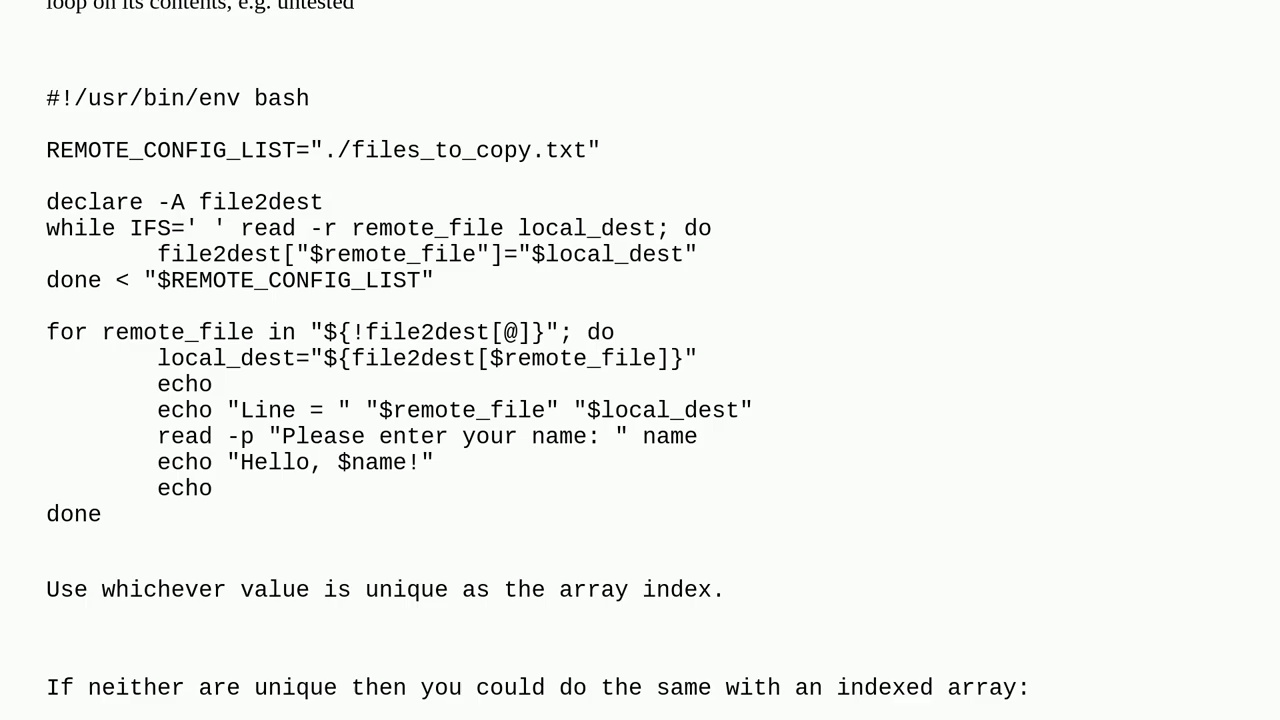 loop on its contents, e.g. untested
#!/usr/bin/env bash
REMOTE_CONFIG_LIST="./files_to_copy.txt"
declare -A file2dest
while IFS=' ' read -r remote_file local_dest; do
        file2dest["$remote_file"]="$local_dest"
done < "$REMOTE_CONFIG_LIST"
for remote_file in "${!file2dest[@]}"; do
        local_dest="${file2dest[$remote_file]}"
        echo
        echo "Line = " "$remote_file" "$local_dest"
        read -p "Please enter your name: " name
        echo "Hello, $name!"
        echo
done
Use whichever value is unique as the array index.
If neither are unique then you could do the same with an indexed array: